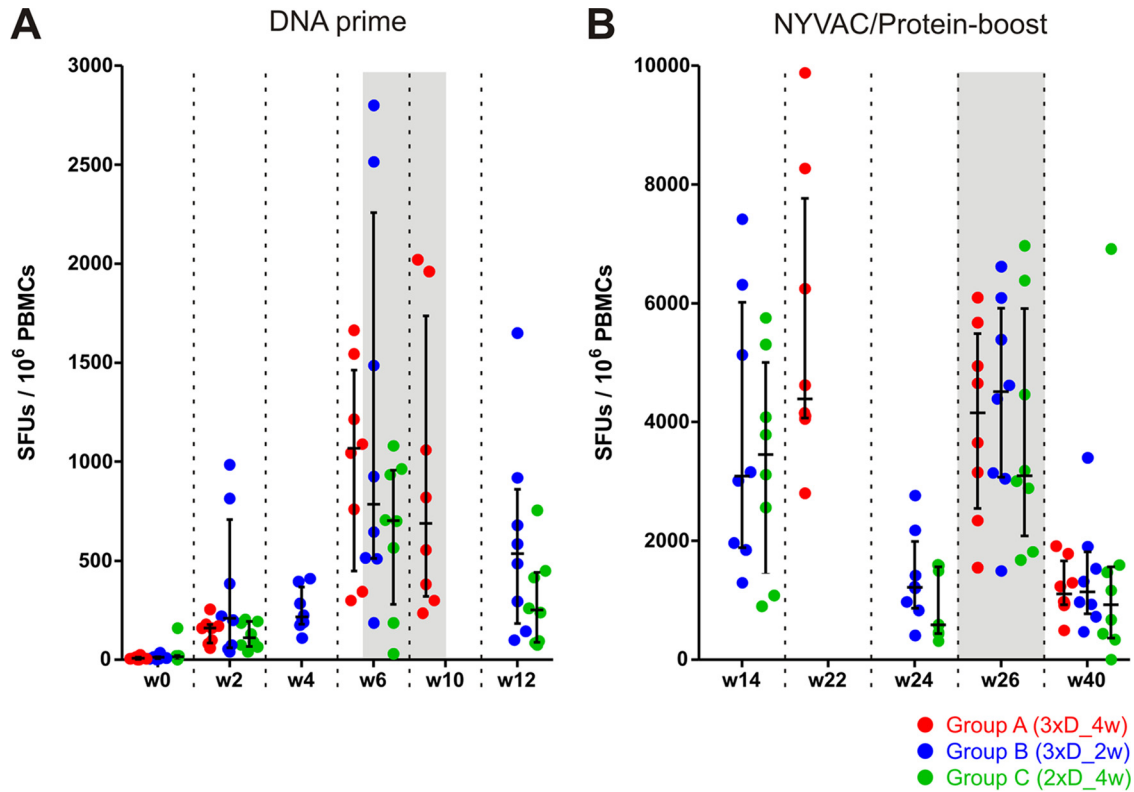 A
DNA prime
SFUs / 10⁶ PBMCs
3000
2500
2000
1500
1000
500
0
w0
w2
w4
w6
w10
w12
B
NYVAC/Protein-boost
SFUs / 10⁶ PBMCs
10000
8000
6000
4000
2000
0
w14
w22
w24
w26
w40
Group A (3xD_4w)
Group B (3xD_2w)
Group C (2xD_4w)